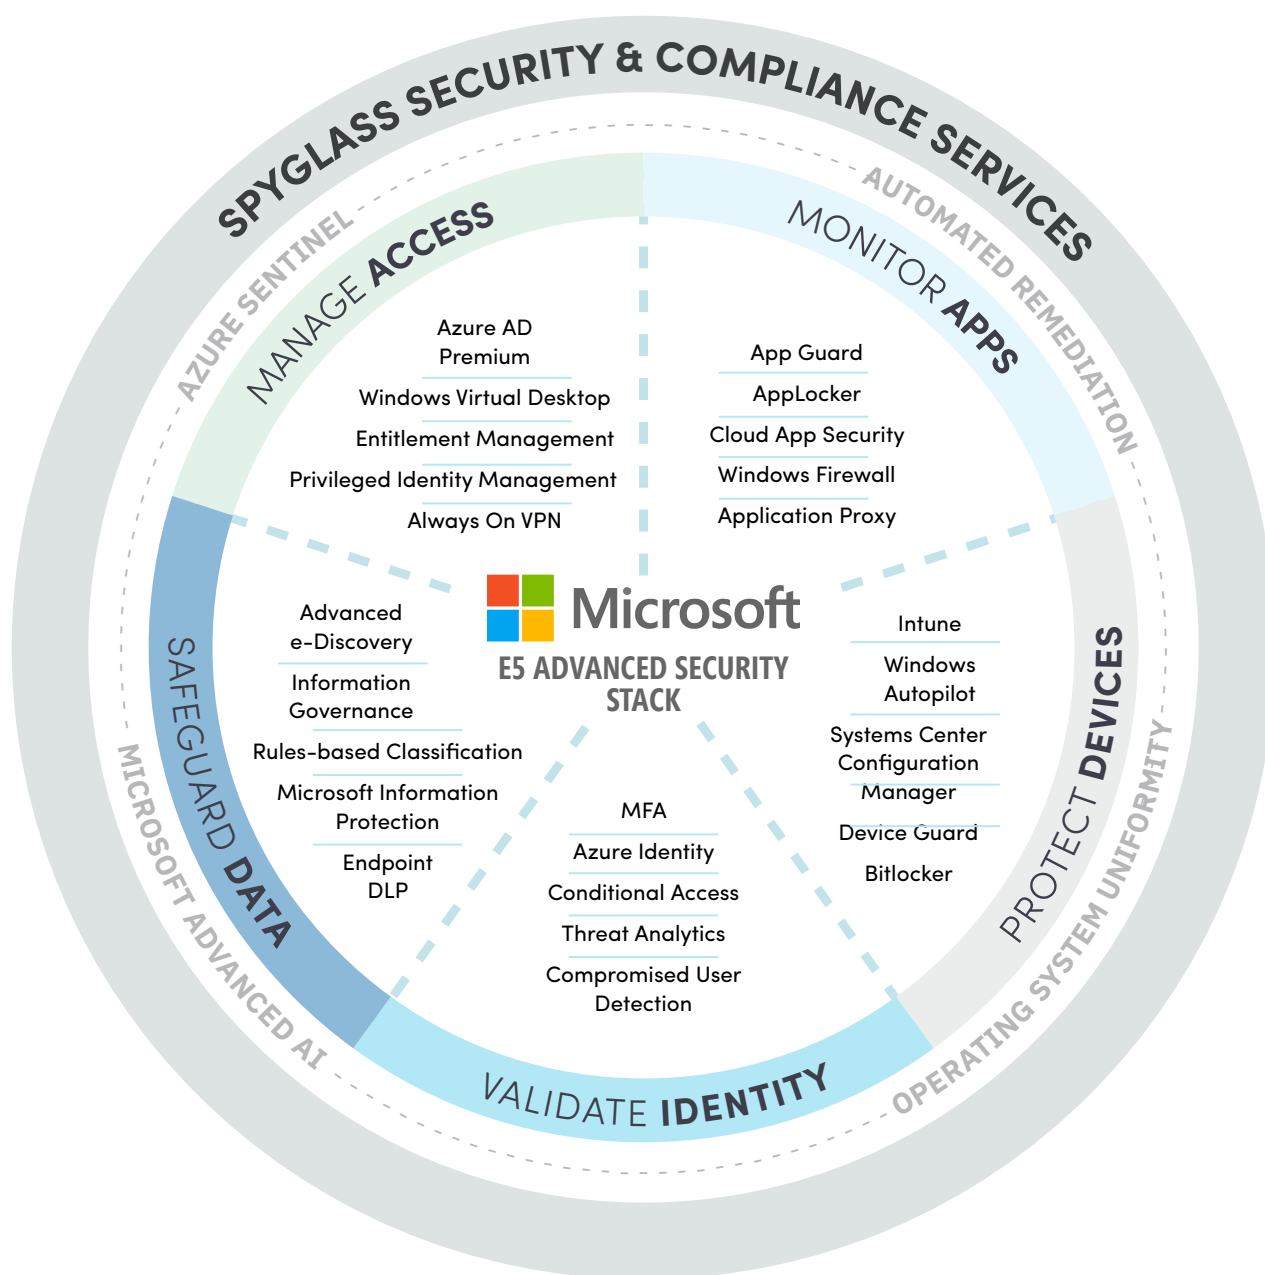 SPYGLASS SECURITY & COMPLIANCE SERVICES
AZURE SENTINEL
AUTOMATED REMEDIATION
MICROSOFT ADVANCED AI
OPERATING SYSTEM UNIFORMITY
MANAGE ACCESS
Azure AD
Premium
Windows Virtual Desktop
Entitlement Management
Privileged Identity Management
Always On VPN
MONITOR APPS
App Guard
AppLocker
Cloud App Security
Windows Firewall
Application Proxy
Microsoft
E5 ADVANCED SECURITY
STACK
SAFEGUARD DATA
Advanced
e-Discovery
Information
Governance
Rules-based Classification
Microsoft Information
Protection
Endpoint
DLP
PROTECT DEVICES
Intune
Windows
Autopilot
Systems Center
Configuration
Manager
Device Guard
Bitlocker
VALIDATE IDENTITY
MFA
Azure Identity
Conditional Access
Threat Analytics
Compromised User
Detection